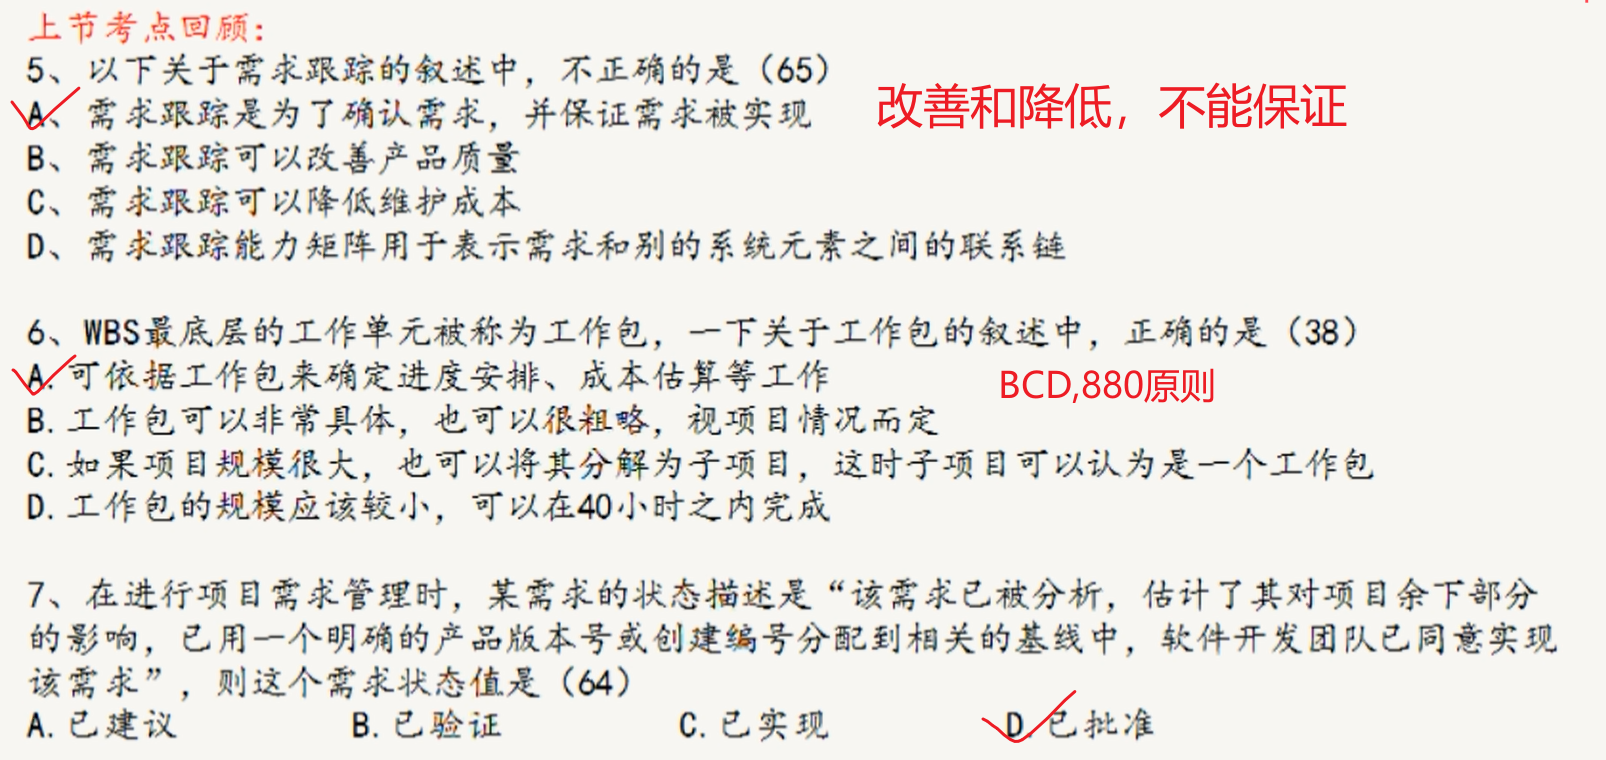 上节考点回顾：
5、以下关于需求跟踪的叙述中，不正确的是（65）
A、需求跟踪是为了确认需求，并保证需求被实现
改善和降低，不能保证
B、需求跟踪可以改善产品质量
C、需求跟踪可以降低维护成本
D、需求跟踪能力矩阵用于表示需求和别的系统元素之间的联系链
6、WBS最底层的工作单元被称为工作包，一下关于工作包的叙述中，正确的是（38）
A. 可依据工作包来确定进度安排、成本估算等工作
BCD,880原则
B. 工作包可以非常具体，也可以很粗略，视项目情况而定
C. 如果项目规模很大，也可以将其分解为子项目，这时子项目可以认为是一个工作包
D. 工作包的规模应该较小，可以在40小时之内完成
7、在进行项目需求管理时，某需求的状态描述是“该需求已被分析，估计了其对项目余下部分
的影响，已用一个明确的产品版本号或创建编号分配到相关的基线中，软件开发团队已同意实现
该需求”，则这个需求状态值是（64）
A. 已建议 B. 已验证 C. 已实现 D. 已批准